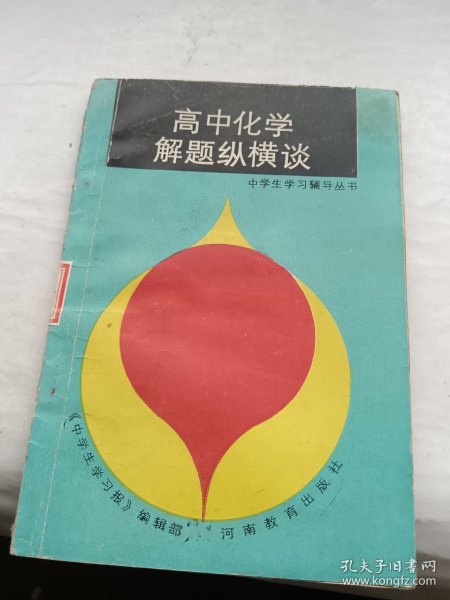 高中化学
解题纵横谈
中学生学习辅导丛书
《中学生学习报》编辑部
河南教育出版社
孔夫子旧书网
www.kongfz.com